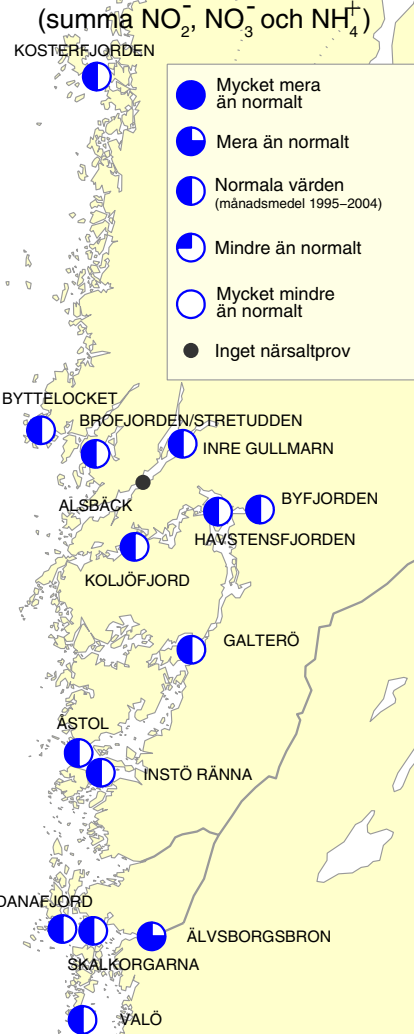 (summa NO₂⁻, NO₃⁻ och NH₄⁺)
KOSTERFJORDEN
Mycket mera
än normalt
Mera än normalt
Normala värden
(månadsmedel 1995–2004)
Mindre än normalt
Mycket mindre
än normalt
Inget närsaltprov
BYTTELOCKET
BROFJORDEN/STRETUDDEN
INRE GULLMARN
ALSBÄCK
BYFJORDEN
HAVSTENSFJORDEN
KOLJÖFJORD
GALTERÖ
ÅSTOL
INSTÖ RÄNNA
DANAFJORD
ÄLVSBORGSBRON
SKALKORGARNA
VALÖ